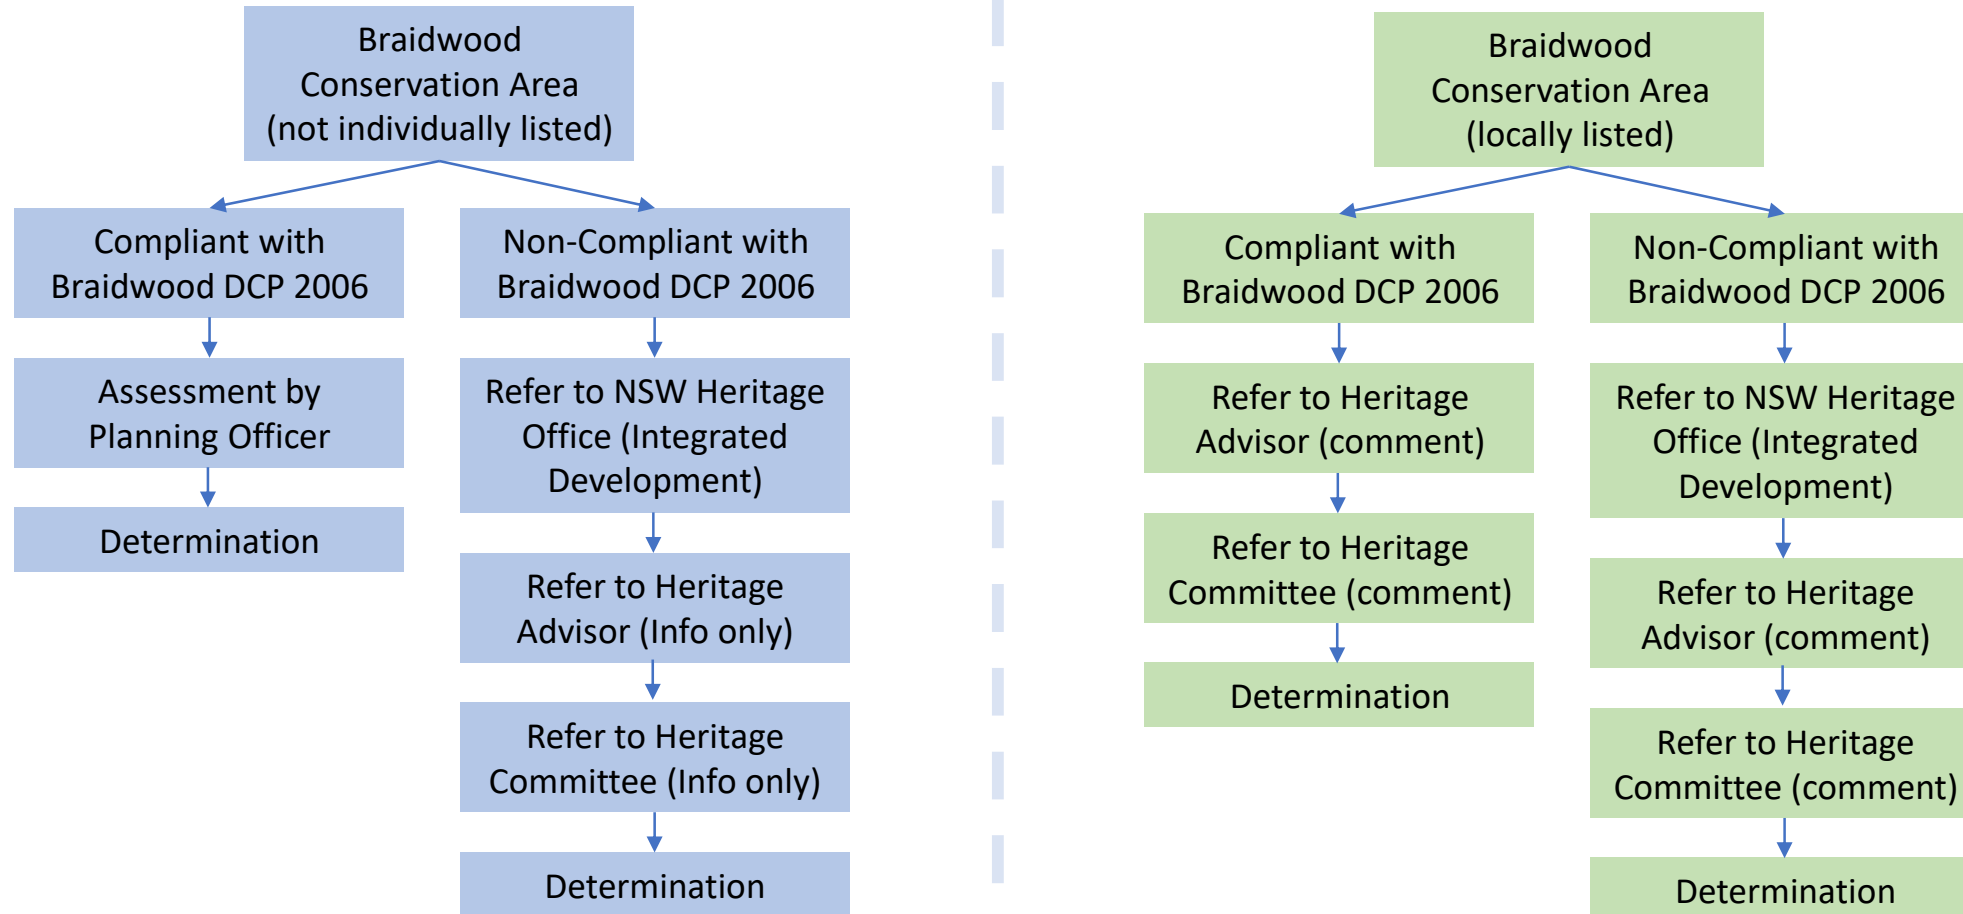 Braidwood
Conservation Area
(not individually listed)
Compliant with
Braidwood DCP 2006
Assessment by
Planning Officer
Determination
Non-Compliant with
Braidwood DCP 2006
Refer to NSW Heritage
Office (Integrated
Development)
Refer to Heritage
Advisor (Info only)
Refer to Heritage
Committee (Info only)
Determination
Braidwood
Conservation Area
(locally listed)
Compliant with
Braidwood DCP 2006
Refer to Heritage
Advisor (comment)
Refer to Heritage
Committee (comment)
Determination
Non-Compliant with
Braidwood DCP 2006
Refer to NSW Heritage
Office (Integrated
Development)
Refer to Heritage
Advisor (comment)
Refer to Heritage
Committee (comment)
Determination